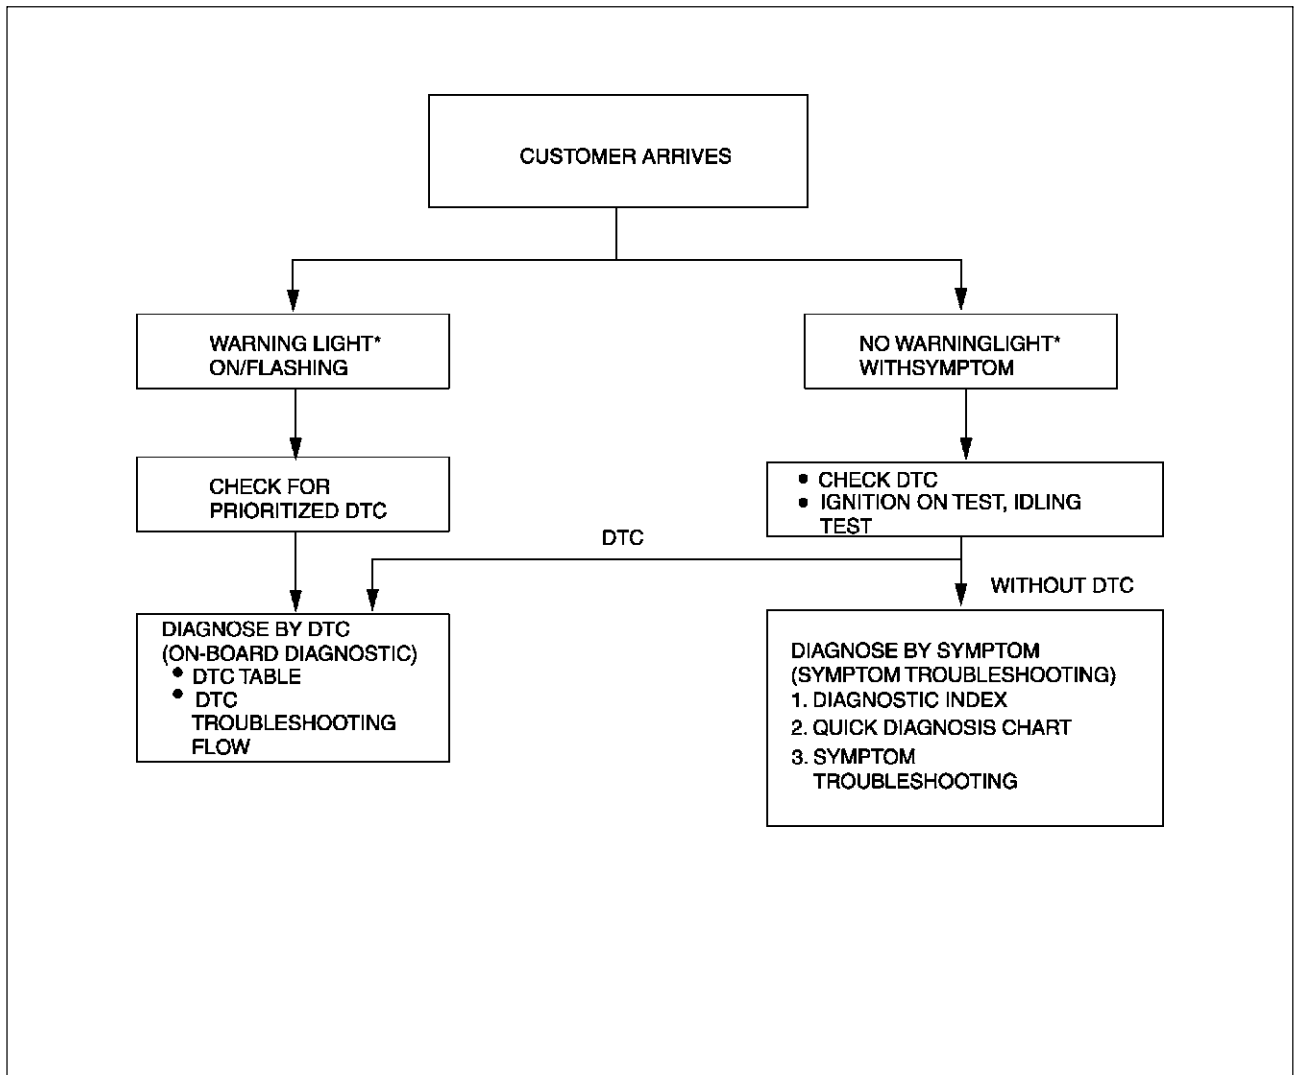 CUSTOMER ARRIVES
WARNING LIGHT*
ON/FLASHING
NO WARNINGLIGHT*
WITHSYMPTOM
CHECK FOR
PRIORITIZED DTC
• CHECK DTC
• IGNITION ON TEST, IDLING
TEST
DTC
WITHOUT DTC
DIAGNOSE BY DTC
(ON-BOARD DIAGNOSTIC)
• DTC TABLE
• DTC
TROUBLESHOOTING
FLOW
DIAGNOSE BY SYMPTOM
(SYMPTOM TROUBLESHOOTING)
1. DIAGNOSTIC INDEX
2. QUICK DIAGNOSIS CHART
3. SYMPTOM
TROUBLESHOOTING